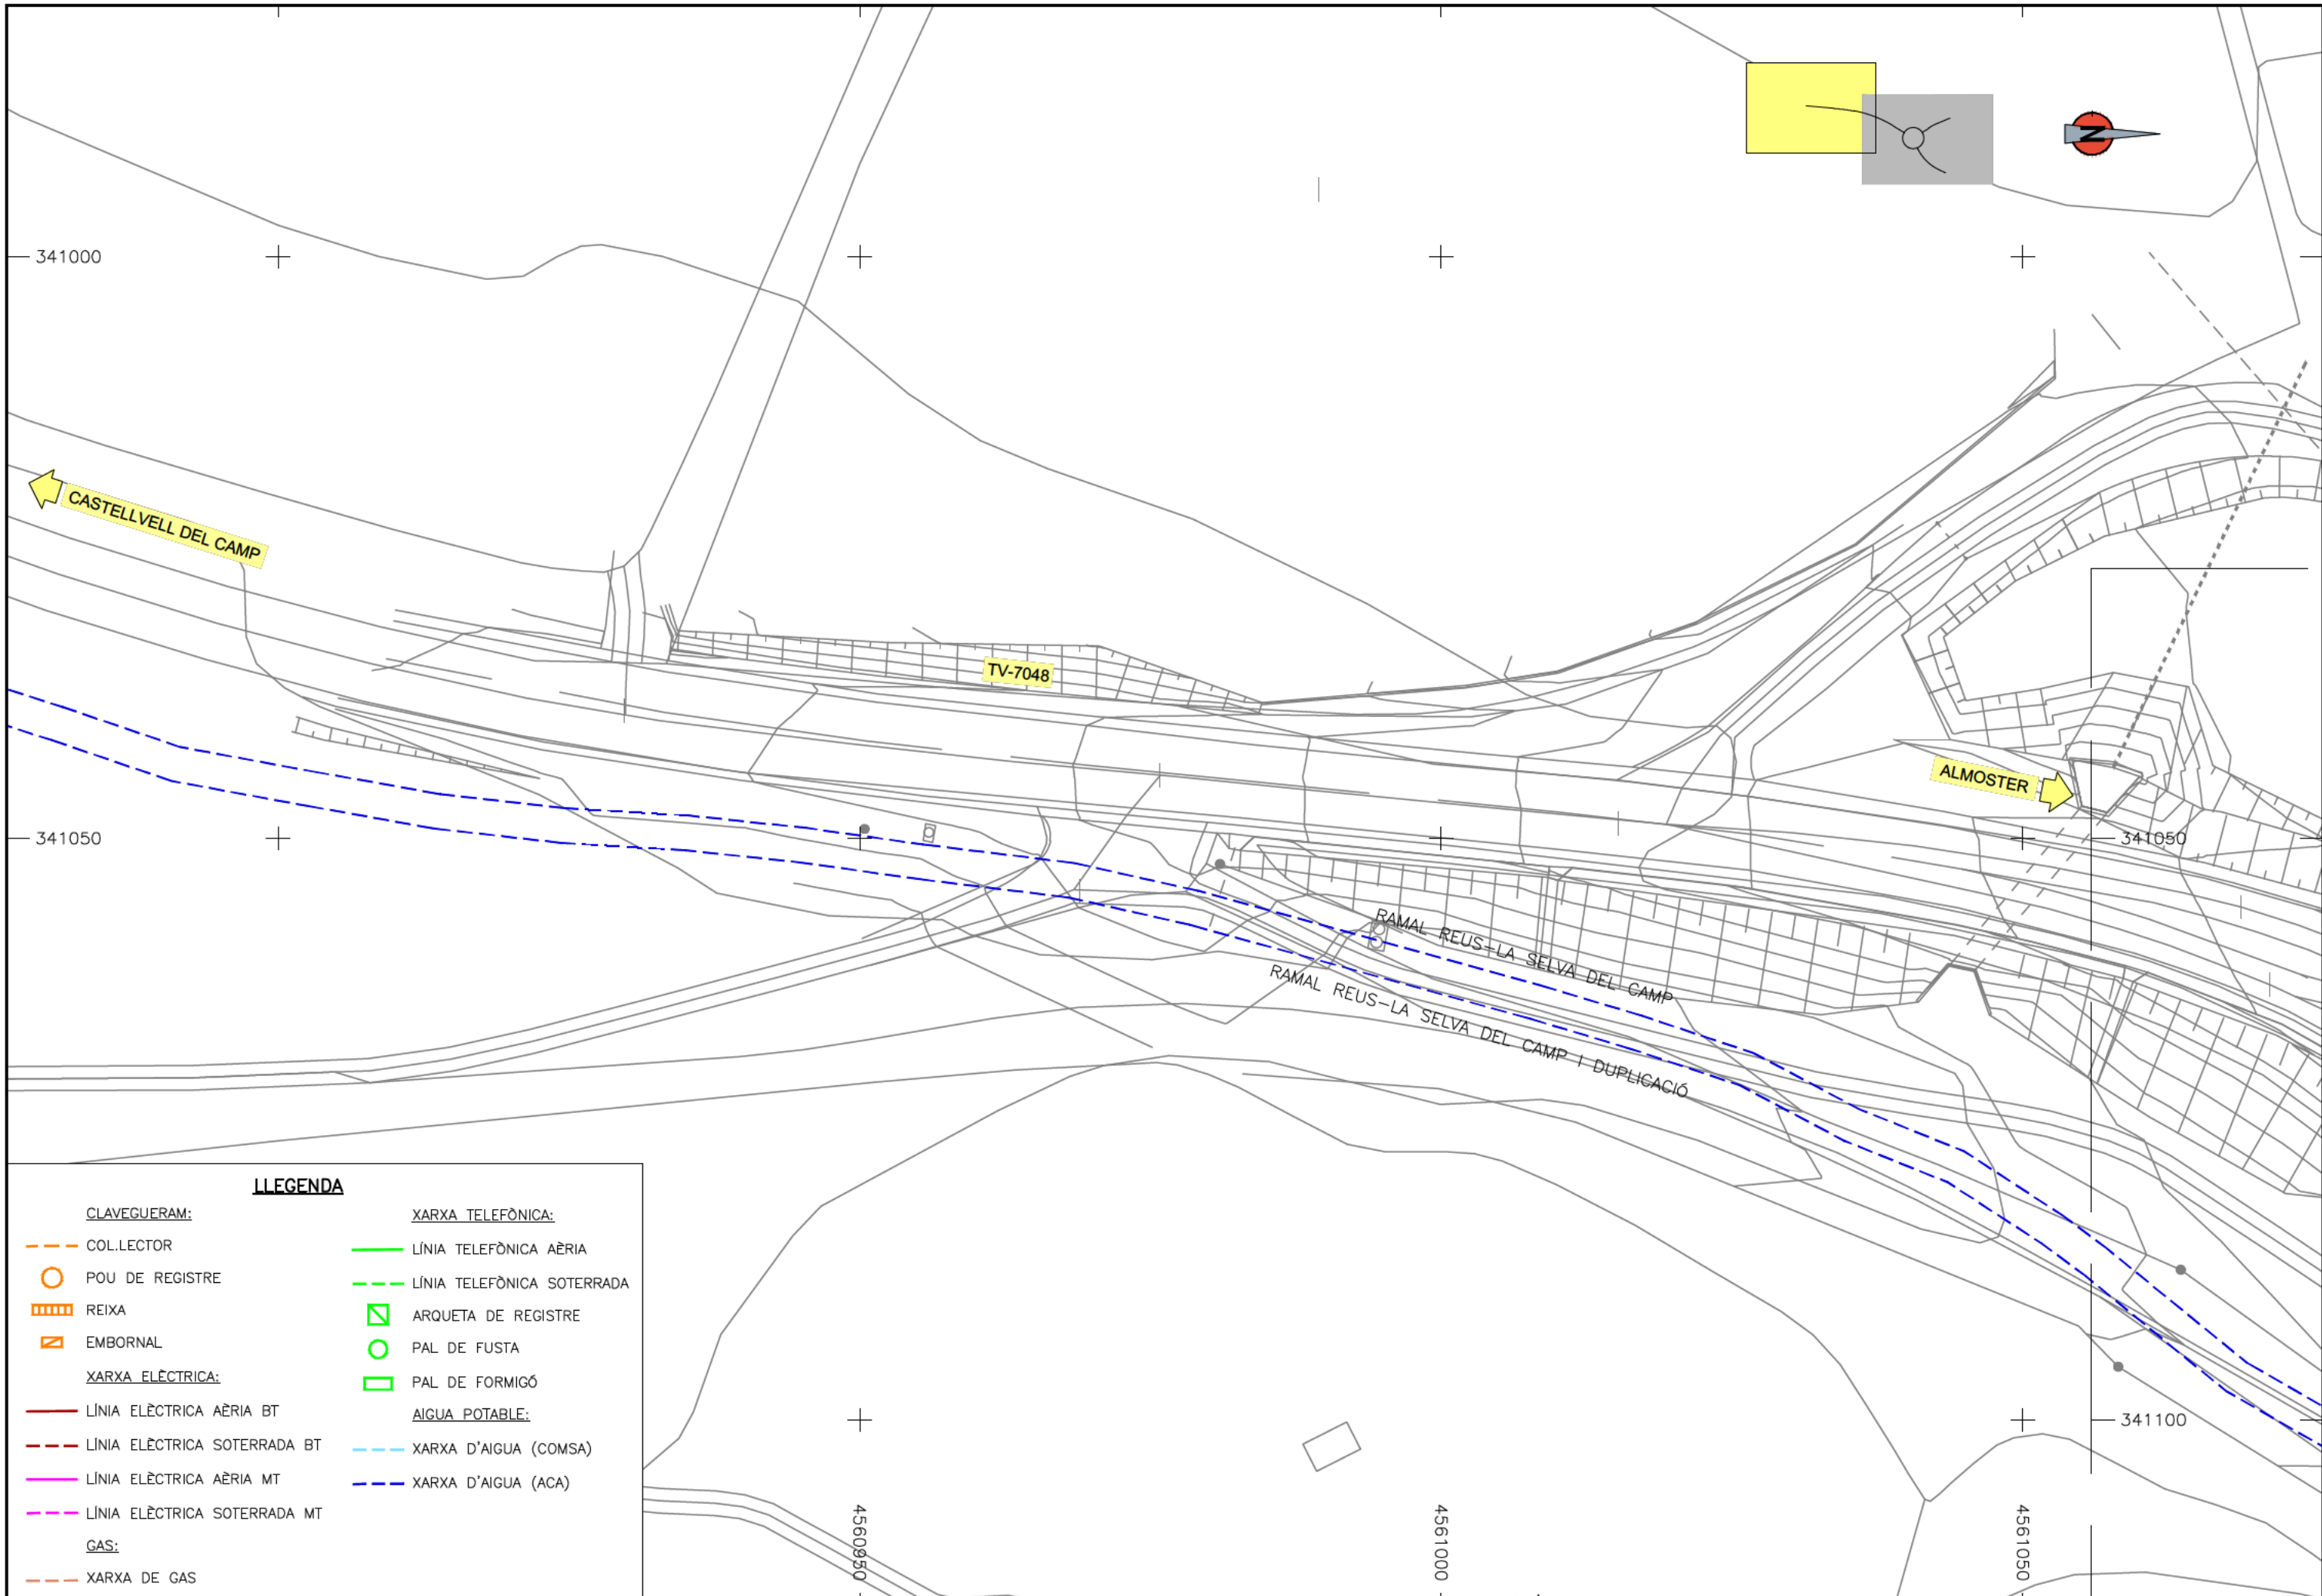 N
341000
CASTELLVELL DEL CAMP
TV-7048
ALMOSTER
341050
341050
RAMAL REUS-LA SELVA DEL CAMP
RAMAL REUS-LA SELVA DEL CAMP I DUPLICACIÓ
341100
4560950
4561000
4561050
LLEGENDA
CLAVEGUERAM:
COL.LECTOR
POU DE REGISTRE
REIXA
EMBORNAL
XARXA ELÈCTRICA:
LÍNIA ELÈCTRICA AÈRIA BT
LÍNIA ELÈCTRICA SOTERRADA BT
LÍNIA ELÈCTRICA AÈRIA MT
LÍNIA ELÈCTRICA SOTERRADA MT
GAS:
XARXA DE GAS
XARXA TELEFÒNICA:
LÍNIA TELEFÒNICA AÈRIA
LÍNIA TELEFÒNICA SOTERRADA
ARQUETA DE REGISTRE
PAL DE FUSTA
PAL DE FORMIGÓ
AIGUA POTABLE:
XARXA D'AIGUA (COMSA)
XARXA D'AIGUA (ACA)